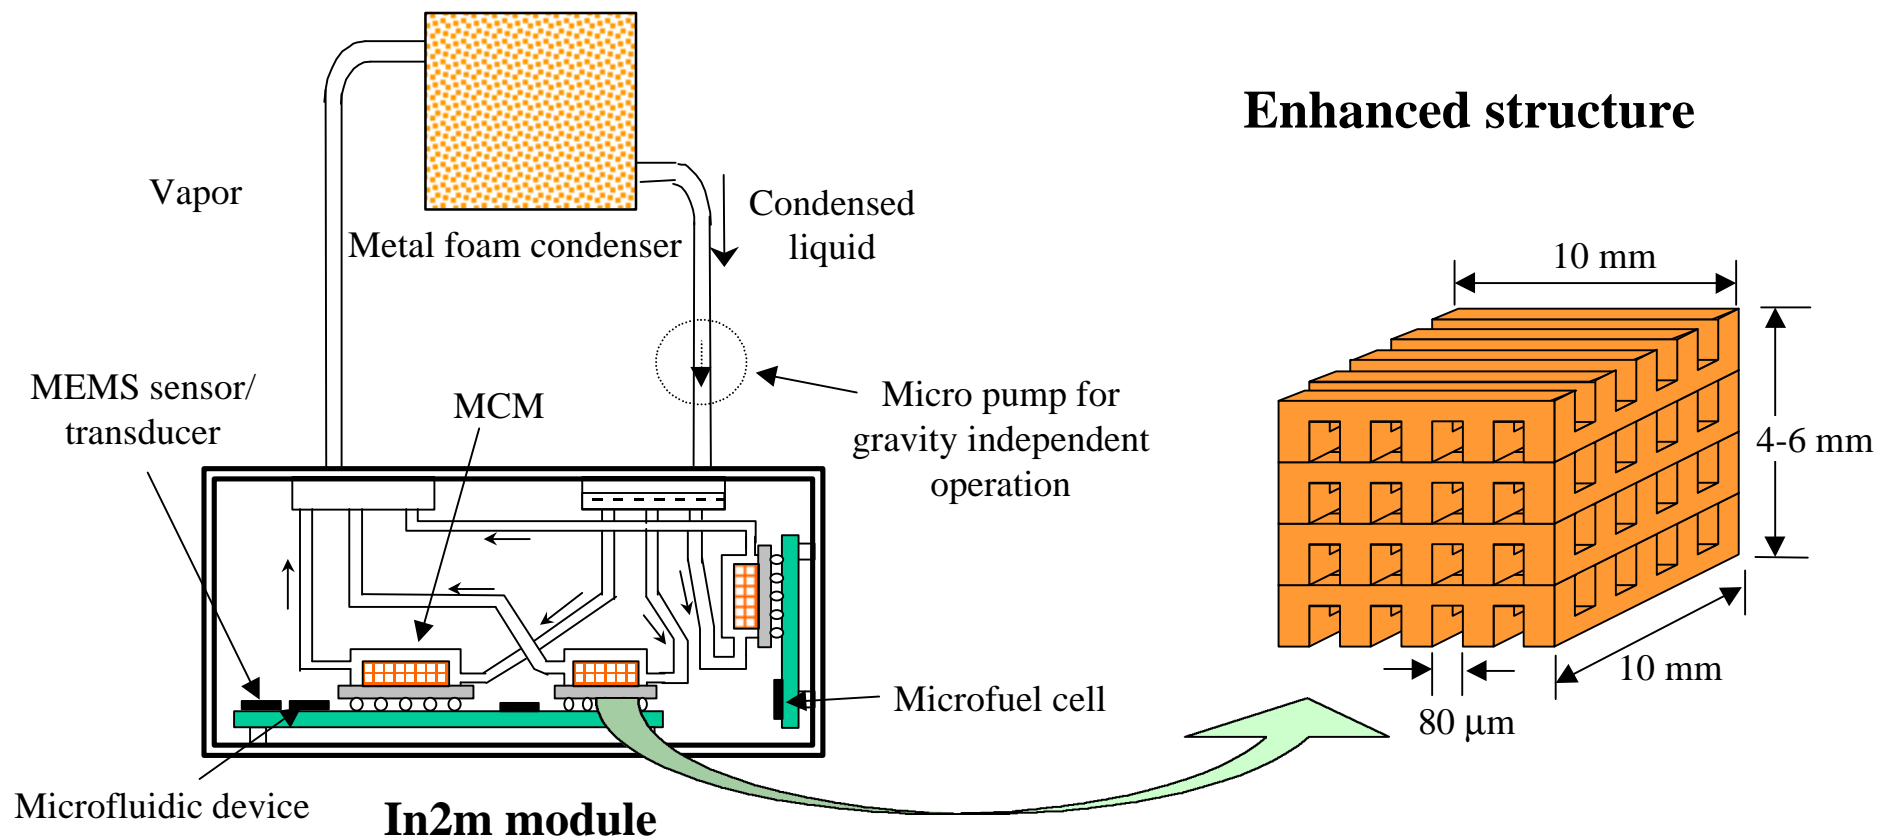 Enhanced structure
Vapor
Metal foam condenser
Condensed
liquid
10 mm
MEMS sensor/
transducer
MCM
Micro pump for
gravity independent
operation
4-6 mm
10 mm
Microfuel cell
80 μm
Microfluidic device
In2m module